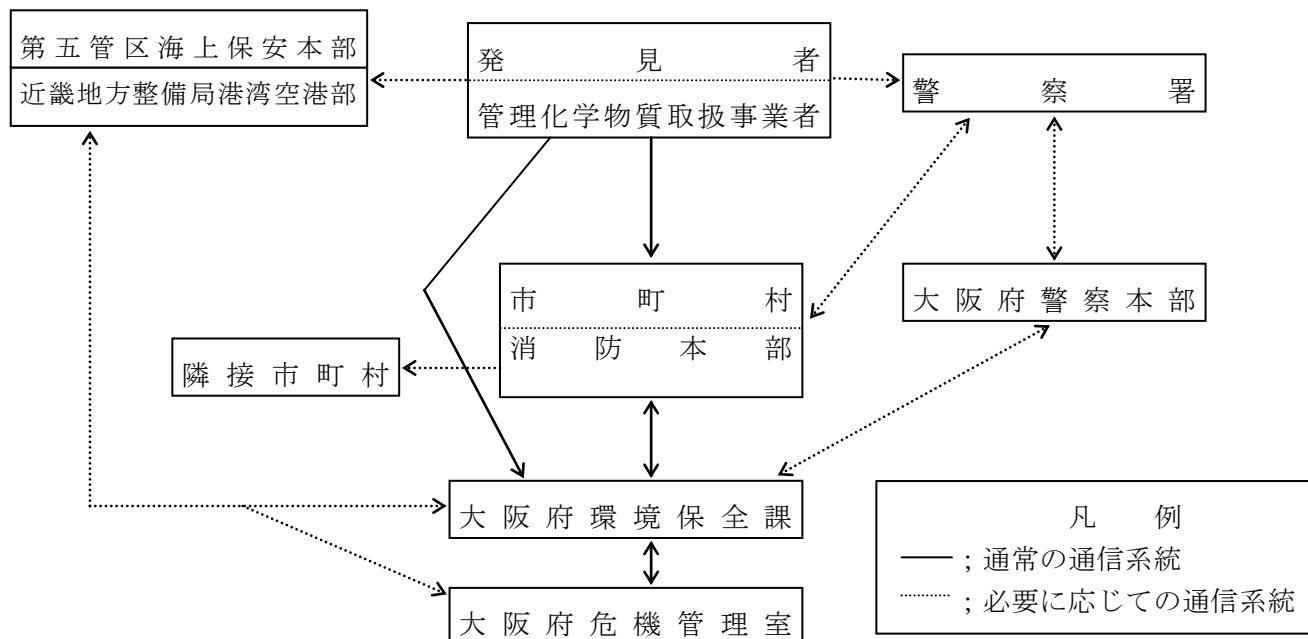 第五管区海上保安本部
近畿地方整備局港湾空港部
発見者
管理化学物質取扱事業者
警察署
市町村
消防本部
大阪府警察本部
隣接市町村
大阪府環境保全課
大阪府危機管理室
凡例
；通常の通信系統
；必要に応じての通信系統